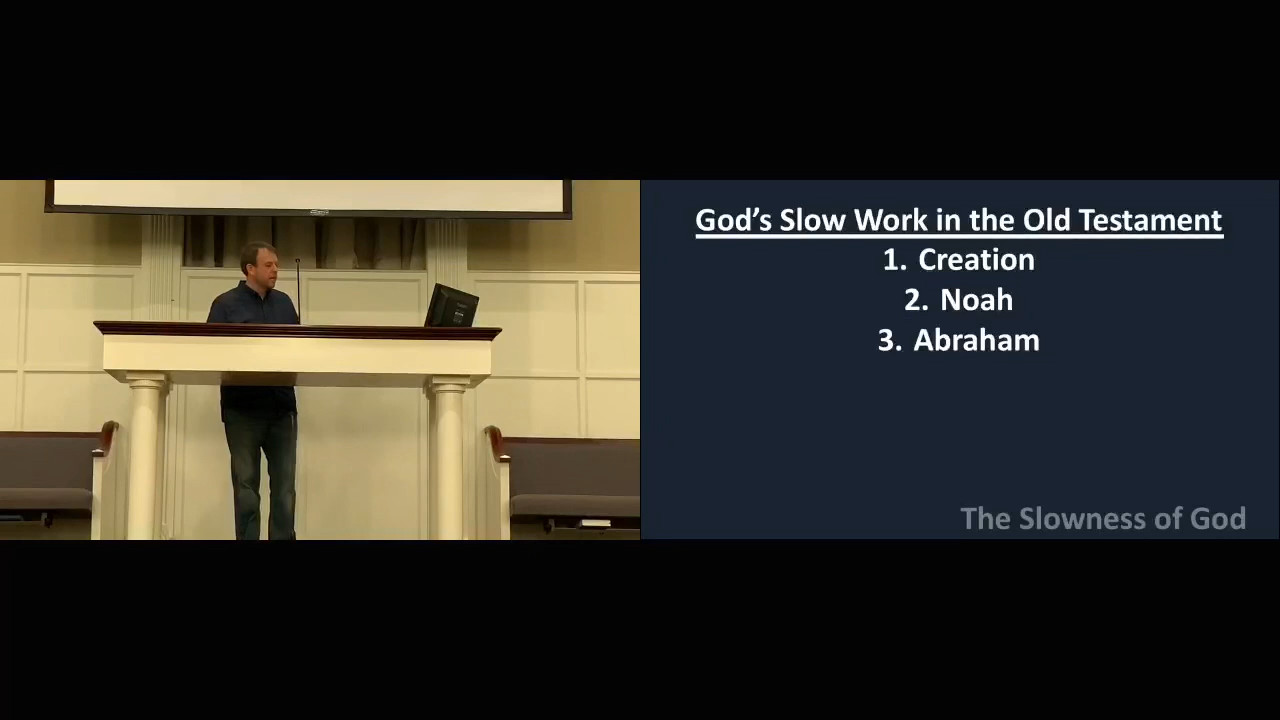 God’s Slow Work in the Old Testament
1. Creation
2. Noah
3. Abraham
The Slowness of God